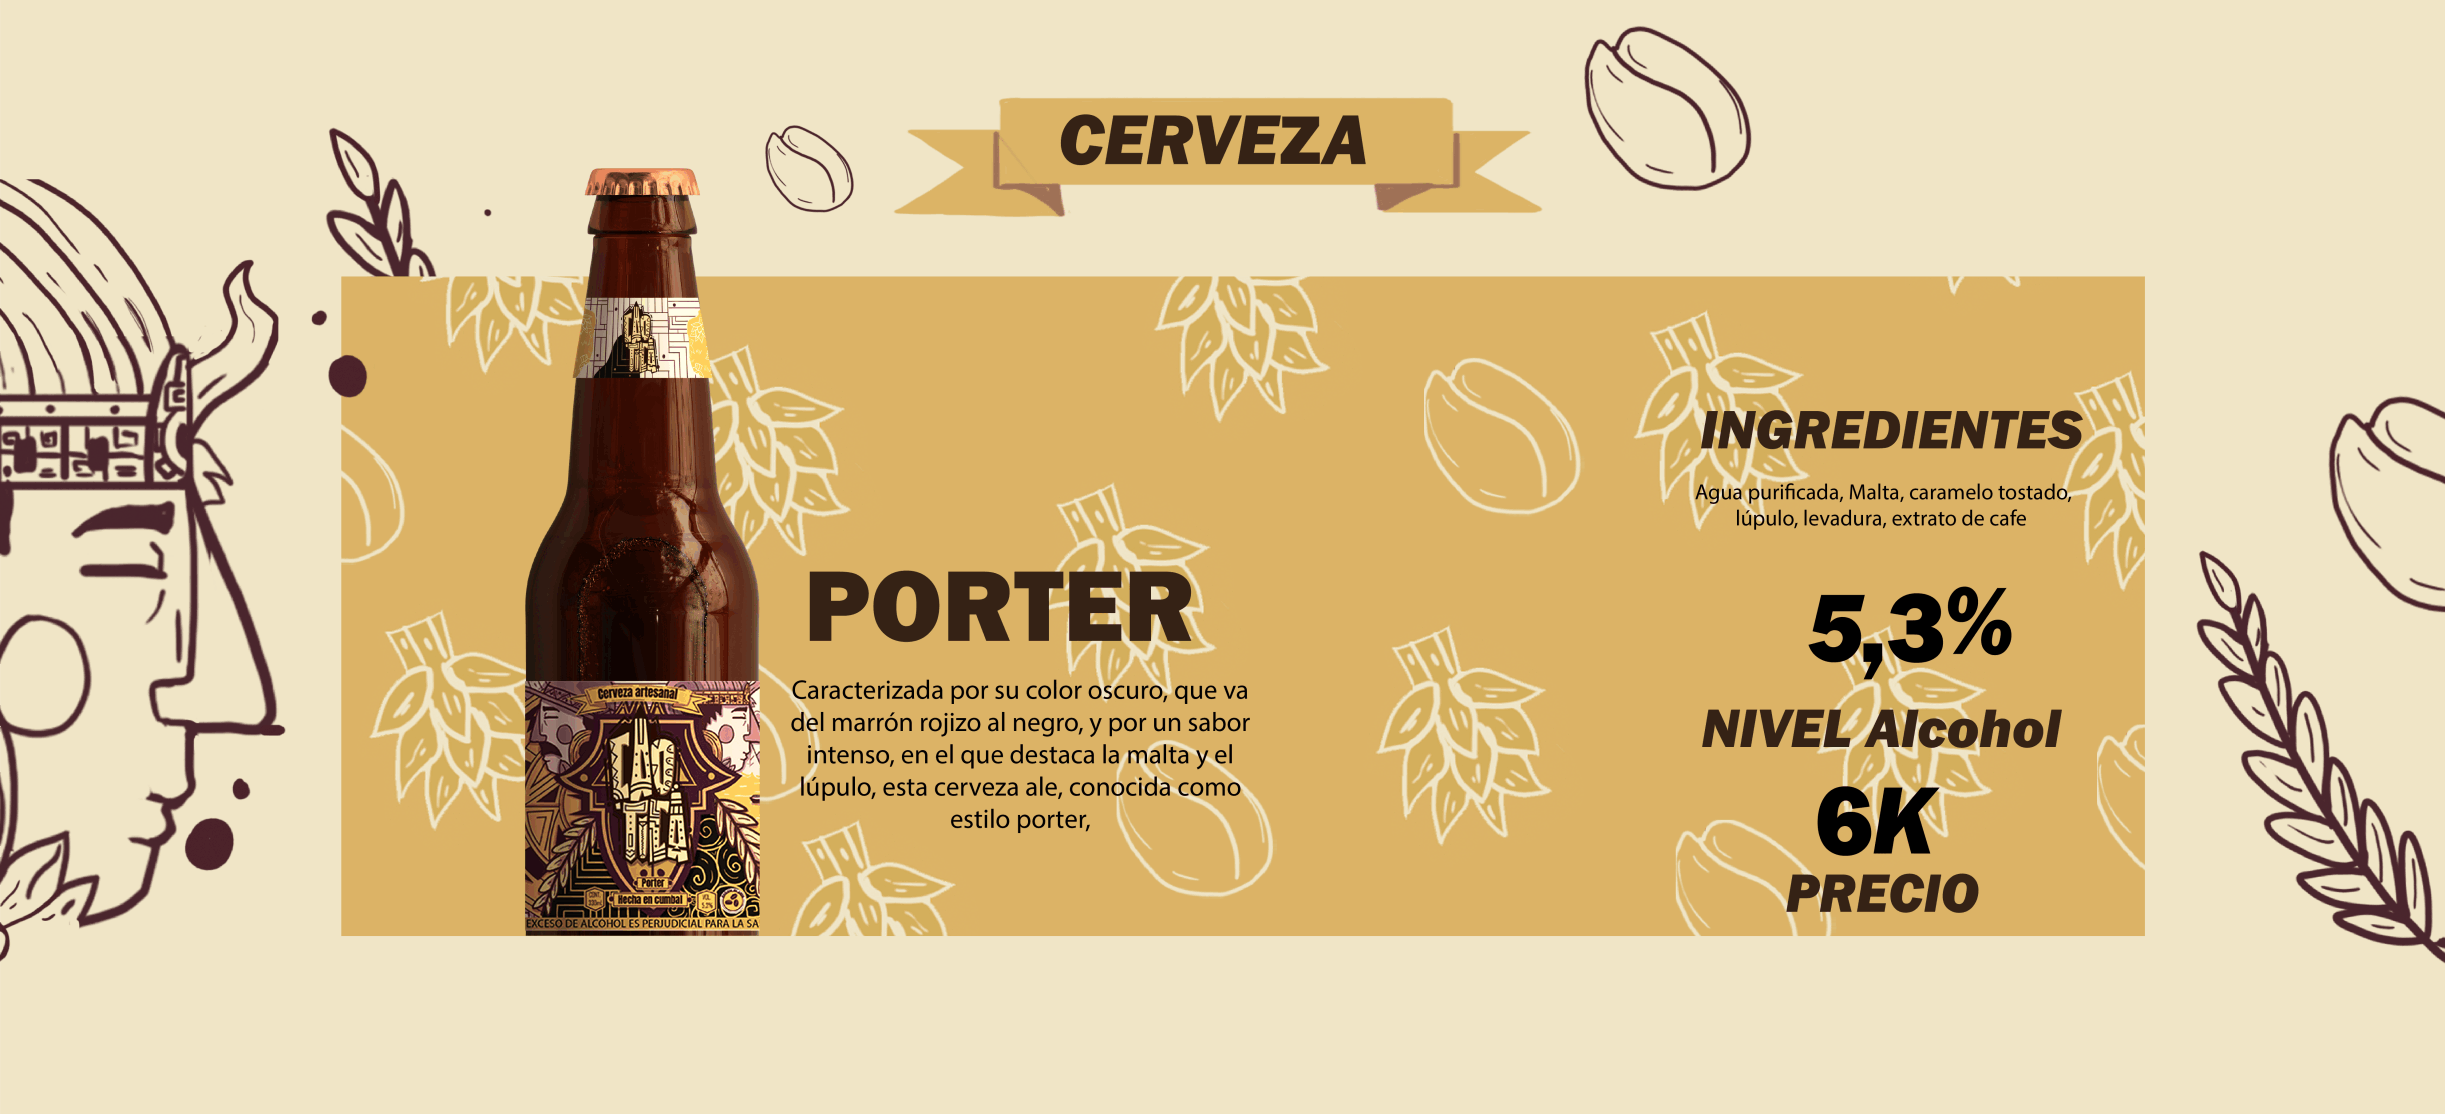 CERVEZA
PORTER
Caracterizada por su color oscuro, que va
del marrón rojizo al negro, y por un sabor
intenso, en el que destaca la malta y el
lúpulo, esta cerveza ale, conocida como
estilo porter,
INGREDIENTES
Agua purificada, Malta, caramelo tostado,
lúpulo, levadura, extrato de cafe
5,3%
NIVEL Alcohol
6K
PRECIO
Cerveza artesanal
Porter
Hecha en cumbal
EXCESO DE ALCOHOL ES PERJUDICIAL PARA LA SA